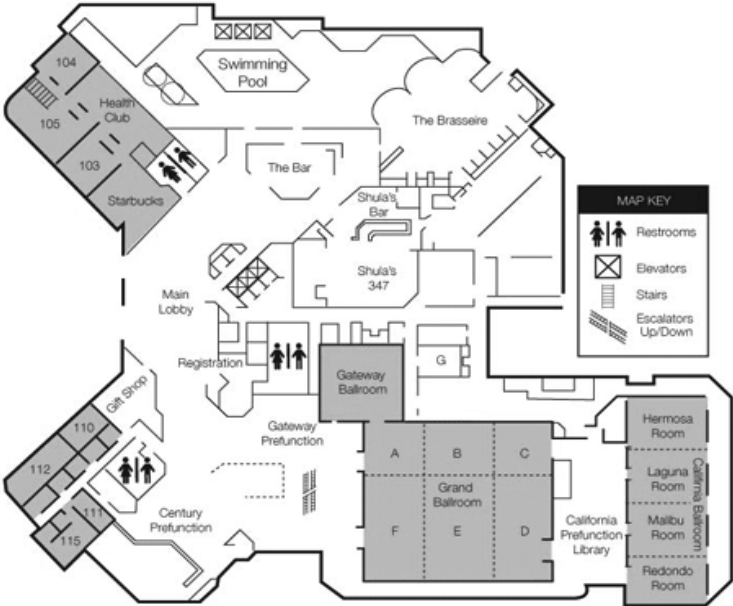 104
Swimming
Pool
Health
Club
105
The Brasseire
103
The Bar
Starbucks
Shula's
Bar
MAP KEY
Restrooms
Elevators
Stairs
Escalators
Up/Down
Shula's
347
Main
Lobby
Registration
G
Gateway
Ballroom
Gift Shop
110
Hermosa
Room
Gateway
Prefunction
A
B
C
112
Laguna
Room
Califirnia Ballroom
Grand
Ballroom
111
Century
Prefunction
F
E
D
California
Prefunction
Library
Malibu
Room
115
Redondo
Room